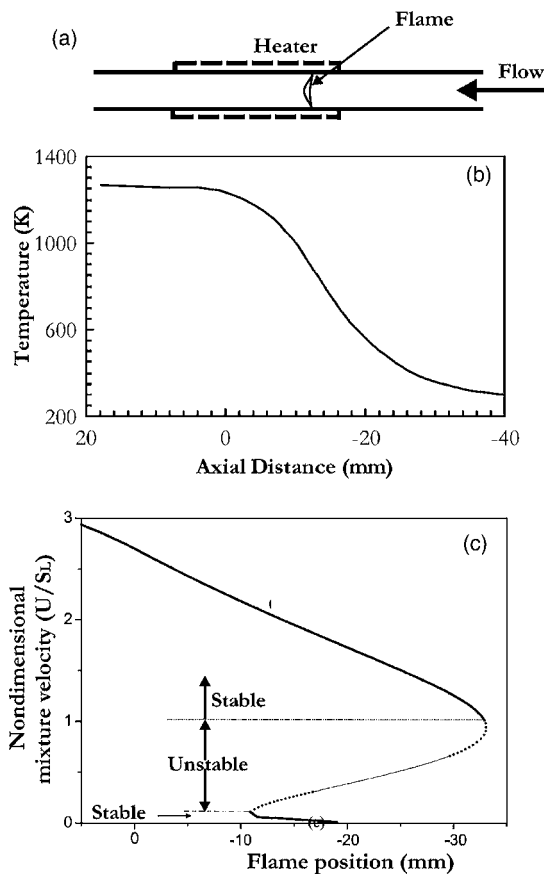 (a)
Heater
Flame
Flow
(b)
1400
1000
600
200
Temperature (K)
20
0
-20
-40
Axial Distance (mm)
(c)
3
2
1
0
Nondimensional
mixture velocity (U/SL)
Stable
Unstable
Stable
0
-10
-20
-30
Flame position (mm)